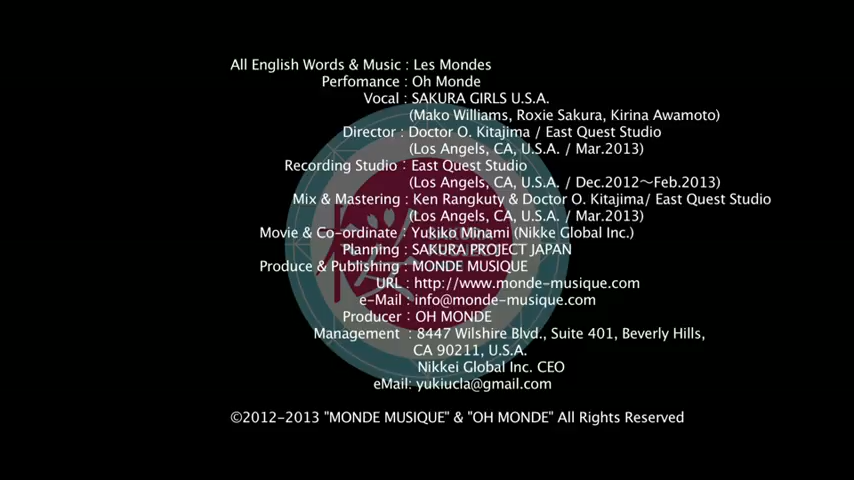 All English Words & Music : Les Mondes
Perfomance : Oh Monde
Vocal : SAKURA GIRLS U.S.A.
(Mako Williams, Roxie Sakura, Kirina Awamoto)
Director : Doctor O. Kitajima / East Quest Studio
(Los Angels, CA, U.S.A. / Mar.2013)
Recording Studio : East Quest Studio
(Los Angels, CA, U.S.A. / Dec.2012〜Feb.2013)
Mix & Mastering : Ken Rangkuty & Doctor O. Kitajima/ East Quest Studio
(Los Angels, CA, U.S.A. / Mar.2013)
Movie & Co-ordinate : Yukiko Minami (Nikke Global Inc.)
Planning : SAKURA PROJECT JAPAN
Produce & Publishing : MONDE MUSIQUE
URL : http://www.monde-musique.com
e-Mail : info@monde-musique.com
Producer : OH MONDE
Management : 8447 Wilshire Blvd., Suite 401, Beverly Hills,
CA 90211, U.S.A.
Nikkei Global Inc. CEO
eMail: yukiucla@gmail.com
©2012-2013 "MONDE MUSIQUE" & "OH MONDE" All Rights Reserved